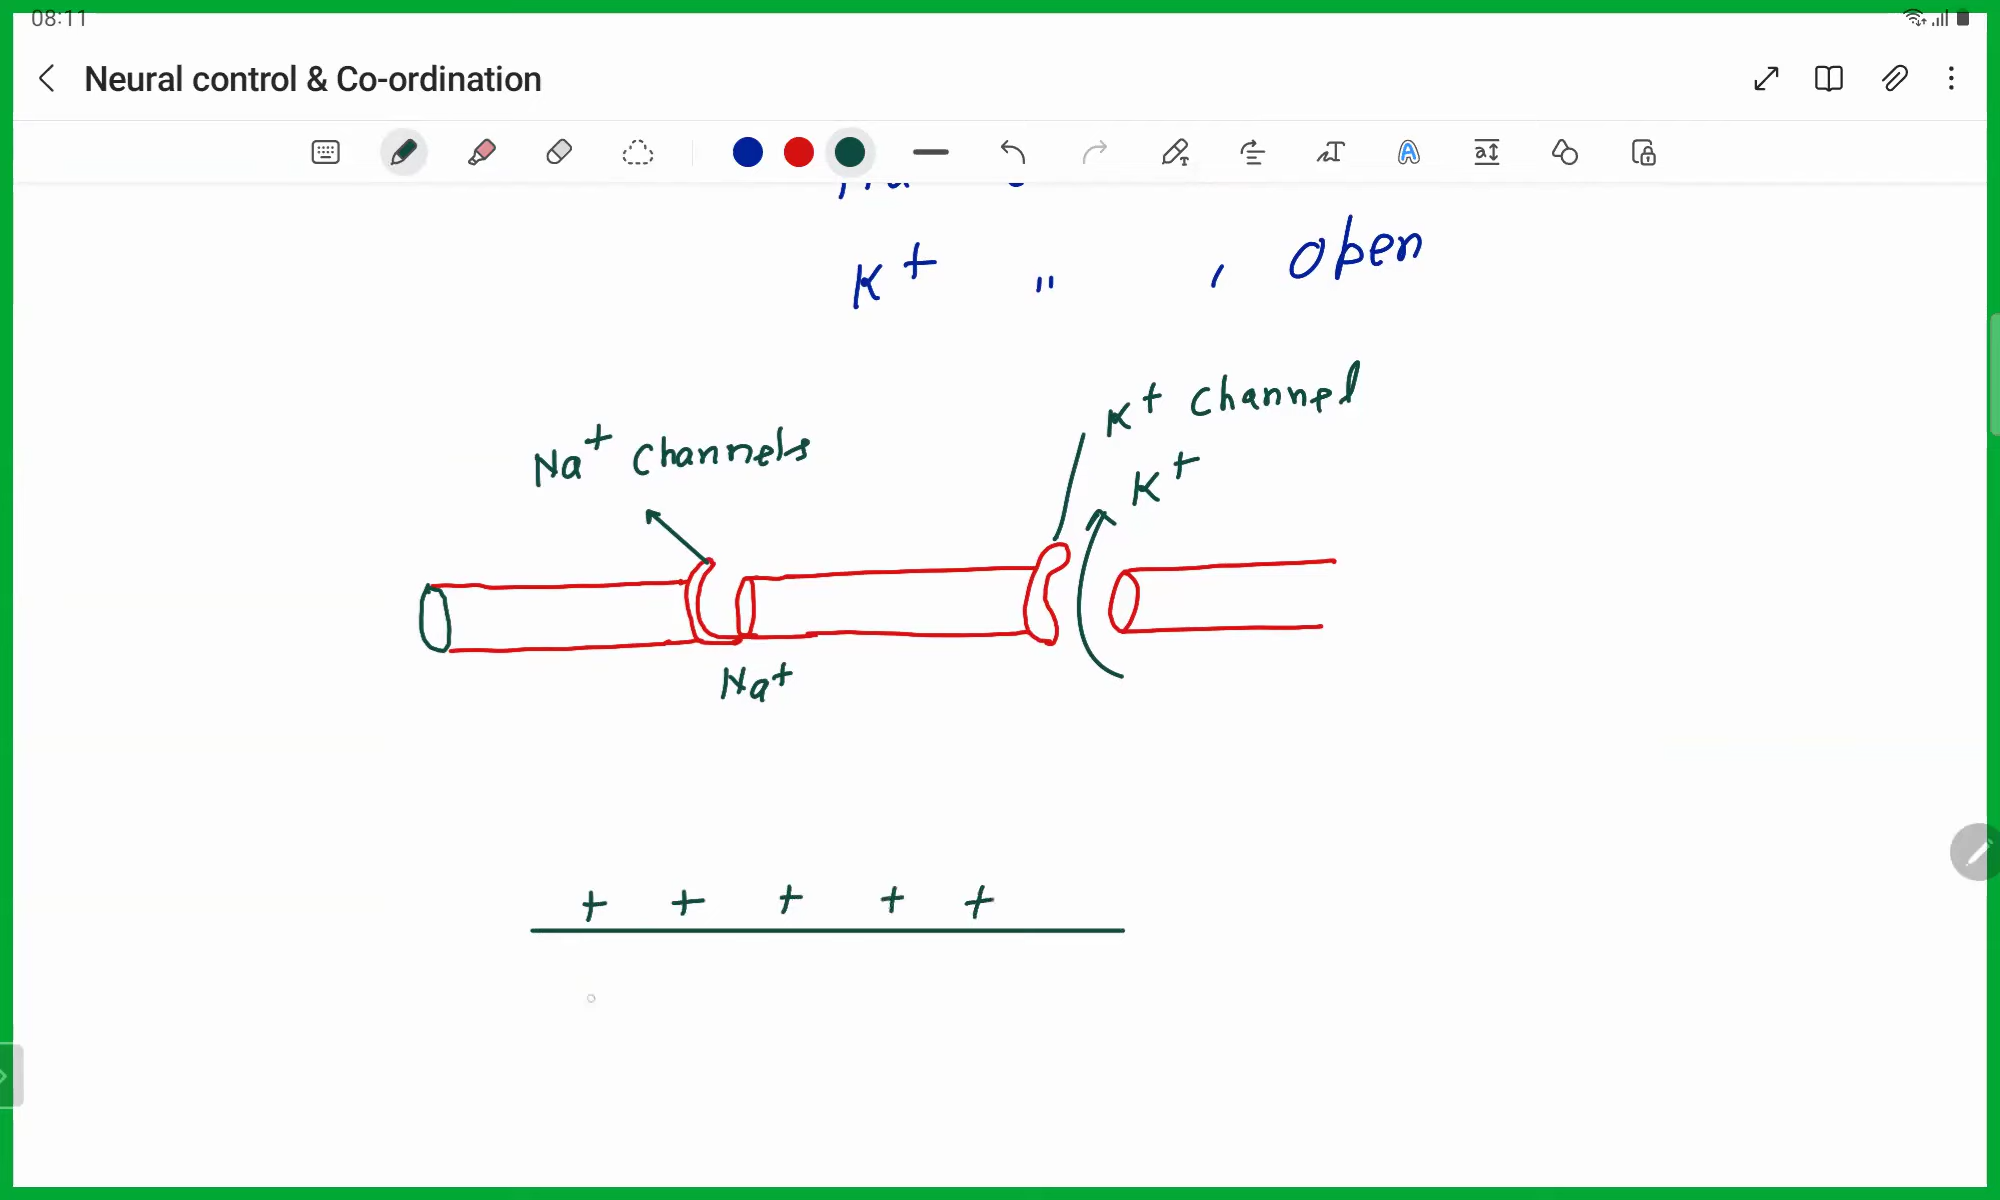 08:11
Neural control & Co-ordination
K+ " , open
K+ Channel
Na+ Channels
K+
Na+
+ + + + +